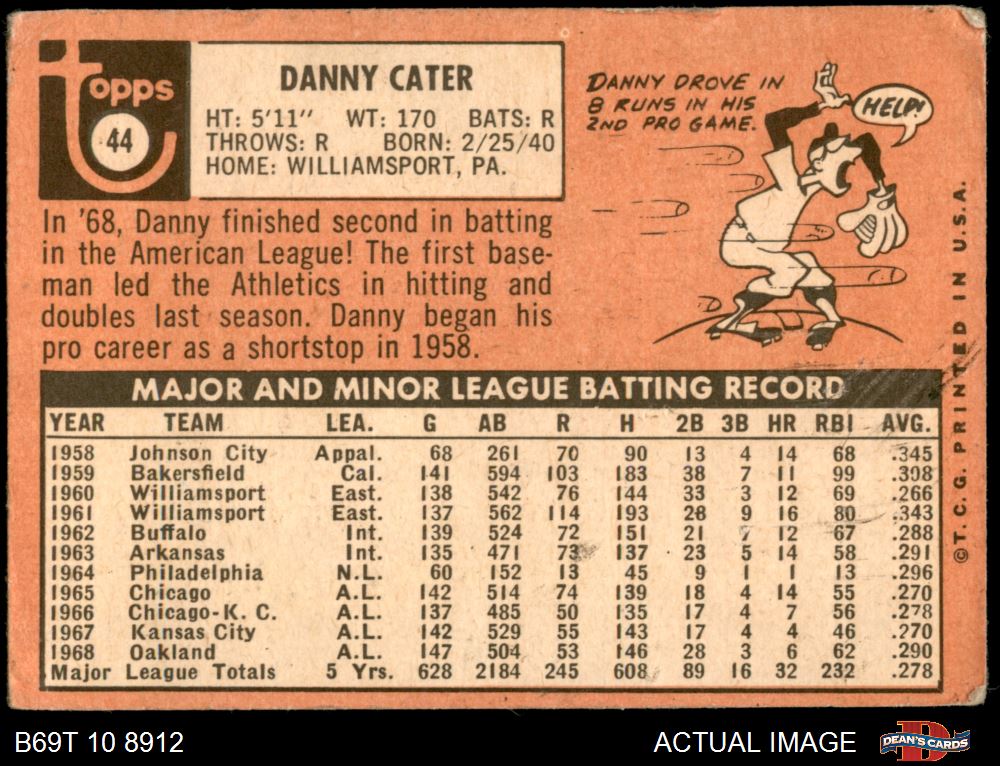 topps
44
DANNY CATER
HT: 5'11" WT: 170 BATS: R
THROWS: R BORN: 2/25/40
HOME: WILLIAMSPORT, PA.
DANNY DROVE IN
8 RUNS IN HIS
2ND PRO GAME.
HELP!
In '68, Danny finished second in batting
in the American League! The first base-
man led the Athletics in hitting and
doubles last season. Danny began his
pro career as a shortstop in 1958.
MAJOR AND MINOR LEAGUE BATTING RECORD
YEAR TEAM LEA. G AB R H 2B 3B HR RBI AVG.
1958 Johnson City Appal. 68 261 70 90 13 4 14 68 .345
1959 Bakersfield Cal. 141 594 103 183 38 7 11 99 .308
1960 Williamsport East. 138 542 76 144 33 3 12 69 .266
1961 Williamsport East. 137 562 114 193 28 9 16 80 .343
1962 Buffalo Int. 139 524 72 151 21 7 12 67 .288
1963 Arkansas Int. 135 471 73 137 23 5 14 58 .291
1964 Philadelphia N.L. 60 152 13 45 9 1 1 13 .296
1965 Chicago A.L. 142 514 74 139 18 4 14 55 .270
1966 Chicago-K. C. A.L. 137 485 50 135 17 4 7 56 .278
1967 Kansas City A.L. 142 529 55 143 17 4 4 46 .270
1968 Oakland A.L. 147 504 53 146 28 3 6 62 .290
Major League Totals 5 Yrs. 628 2184 245 608 89 16 32 232 .278
©T. C. G. PRINTED IN U.S.A.
B69T 10 8912
ACTUAL IMAGE
DEAN'S CARDS